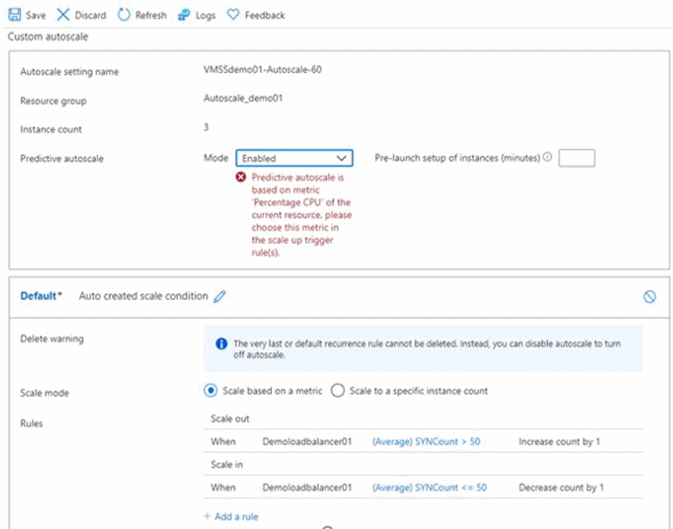 Save Discard Refresh Logs Feedback
Custom autoscale
Autoscale setting name VMSSdemo01-Autoscale-60
Resource group Autoscale_demo01
Instance count 3
Predictive autoscale Mode Enabled Pre-launch setup of instances (minutes)
Predictive autoscale is
based on metric
'Percentage CPU' of the
current resource, please
choose this metric in
the scale up trigger
rule(s).
Default* Auto created scale condition
Delete warning
The very last or default recurrence rule cannot be deleted. Instead, you can disable autoscale to turn
off autoscale.
Scale mode Scale based on a metric Scale to a specific instance count
Rules
Scale out
When Demoloadbalancer01 (Average) SYNCount > 50 Increase count by 1
Scale in
When Demoloadbalancer01 (Average) SYNCount <= 50 Decrease count by 1
+ Add a rule